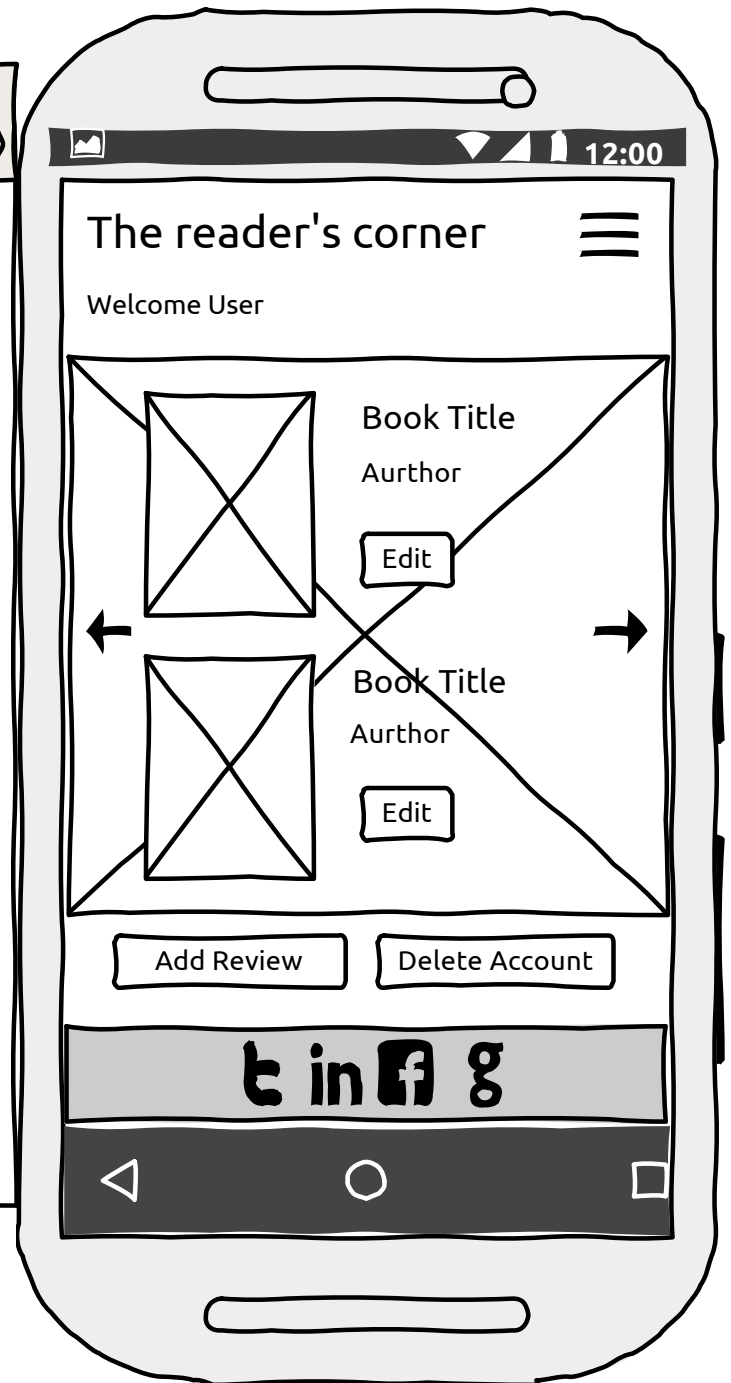 12:00
The reader's corner
Welcome User
Book Title
Aurthor
Edit
Book Title
Aurthor
Edit
Add Review
Delete Account
t in f g